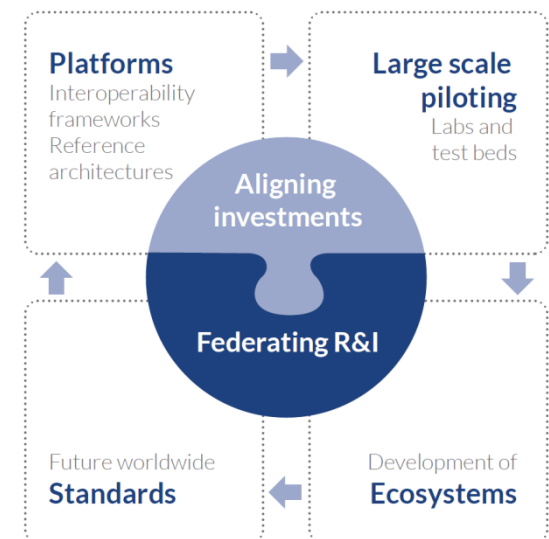 Platforms
Interoperability
frameworks
Reference
architectures
Large scale
piloting
Labs and
test beds
Aligning
investments
Federating R&I
Future worldwide
Standards
Development of
Ecosystems